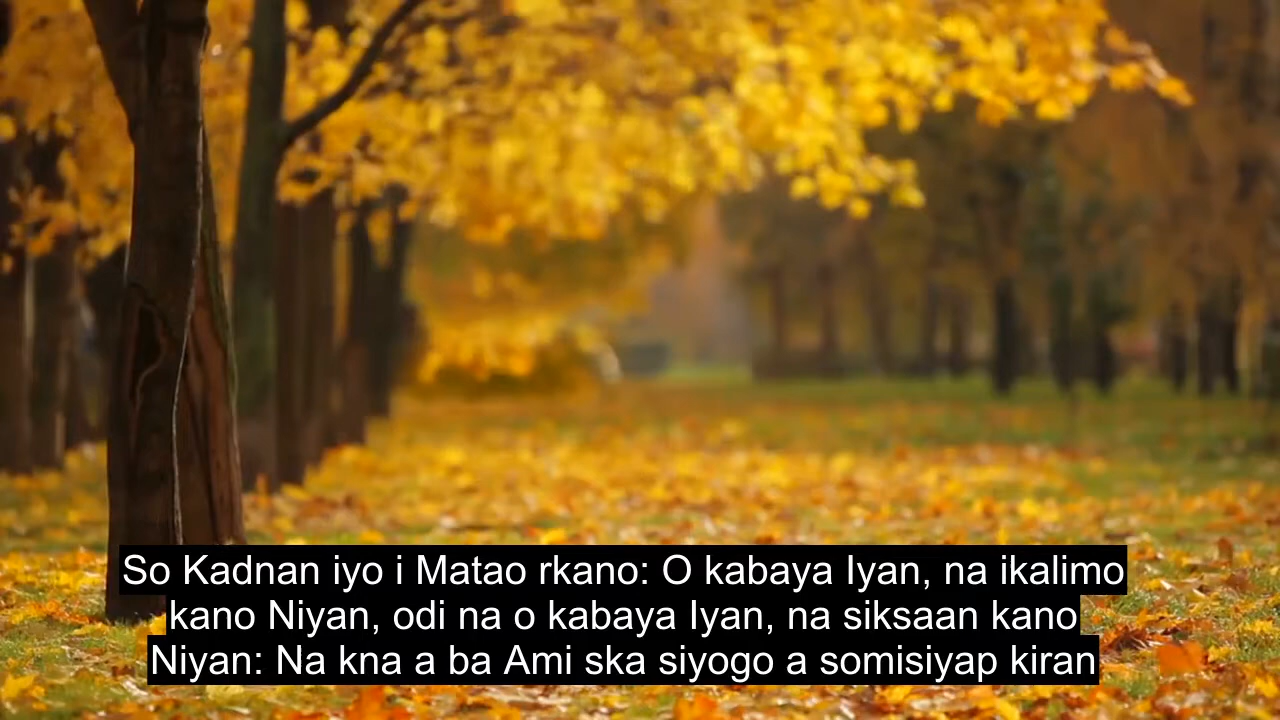 So Kadnan iyo i Matao rkano: O kabaya Iyan, na ikalimo
kano Niyan, odi na o kabaya Iyan, na siksaan kano
Niyan: Na kna a ba Ami ska siyogo a somisiyap kiran